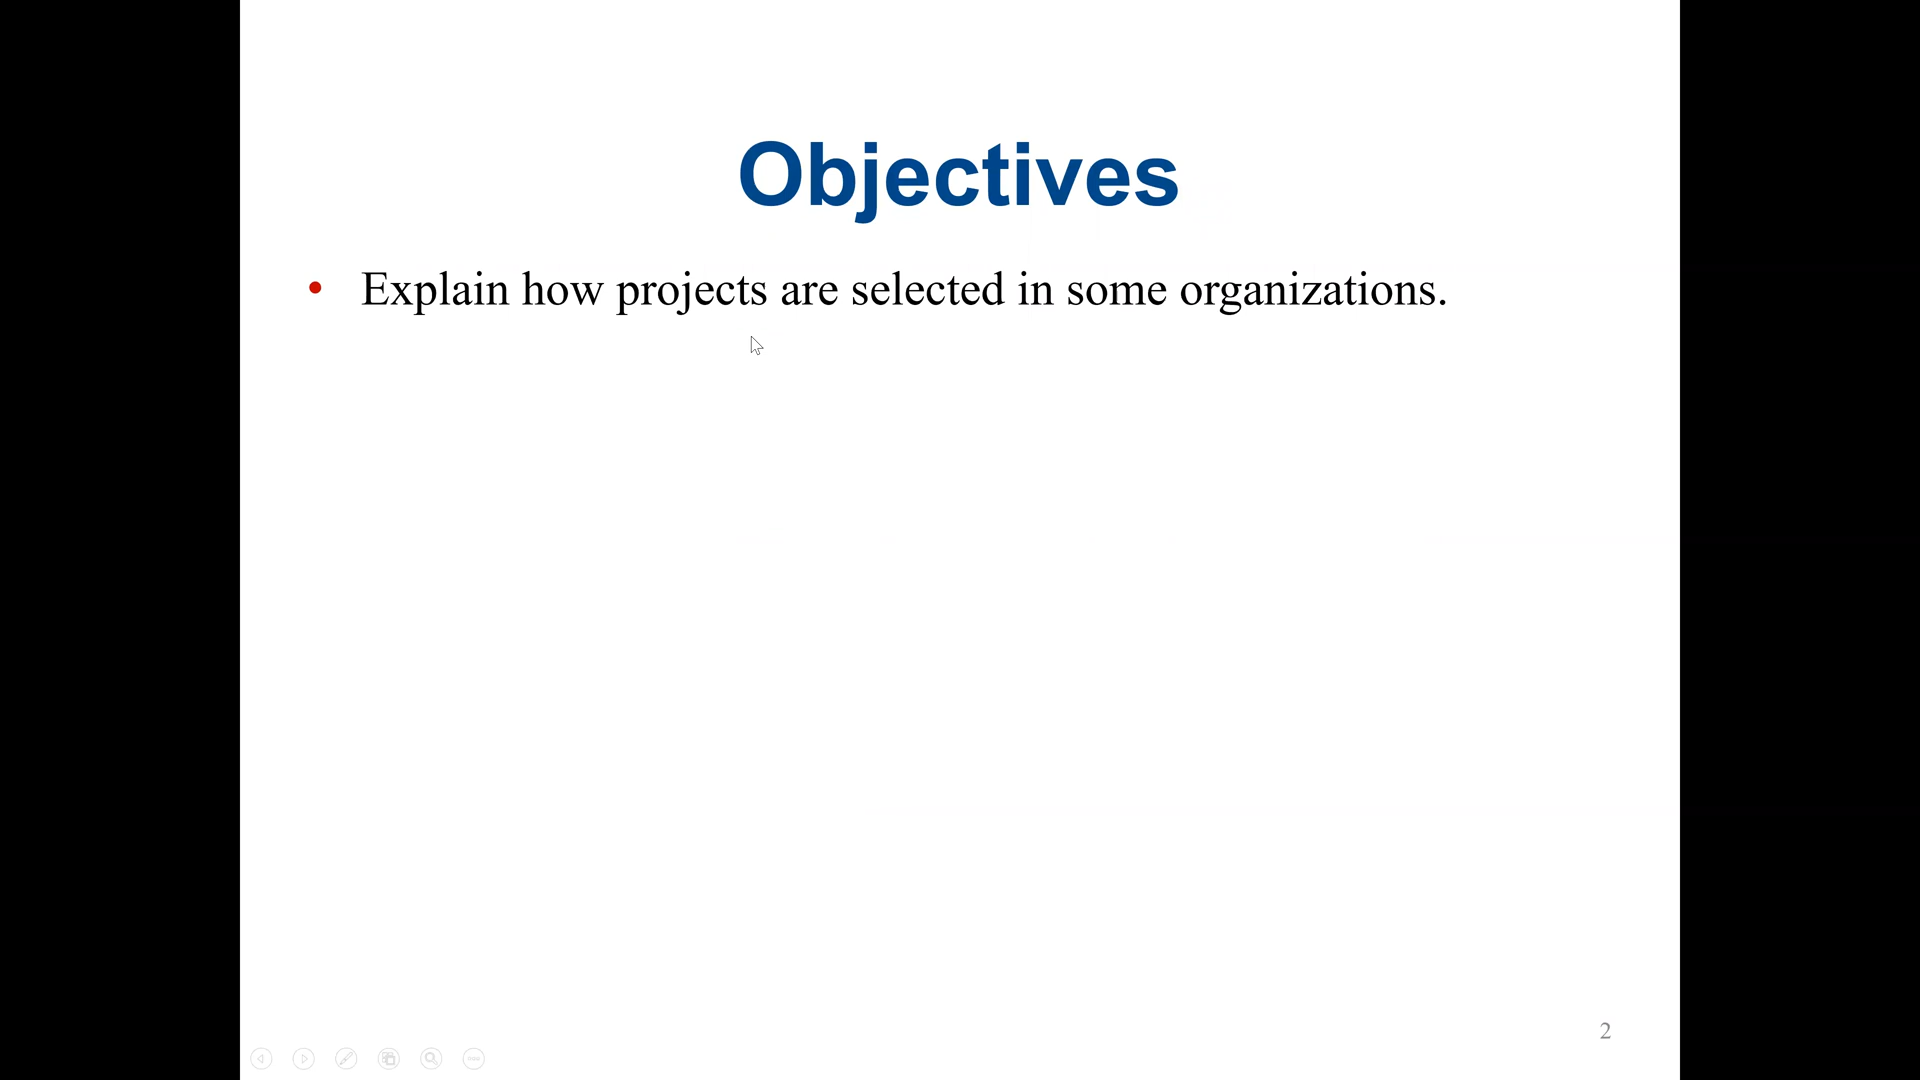 Objectives
• Explain how projects are selected in some organizations.
2